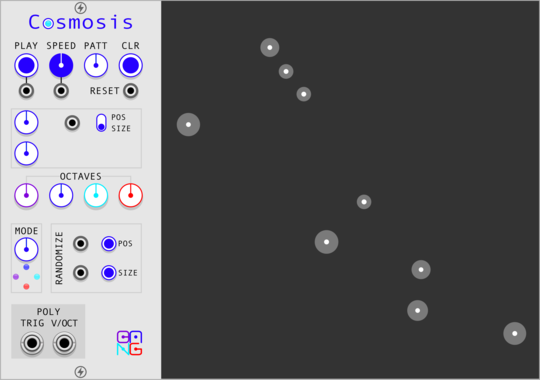 Cosmosis
PLAY SPEED PATT CLR
RESET
POS
SIZE
OCTAVES
MODE
RANDOMIZE
POS
SIZE
POLY
TRIG V/OCT